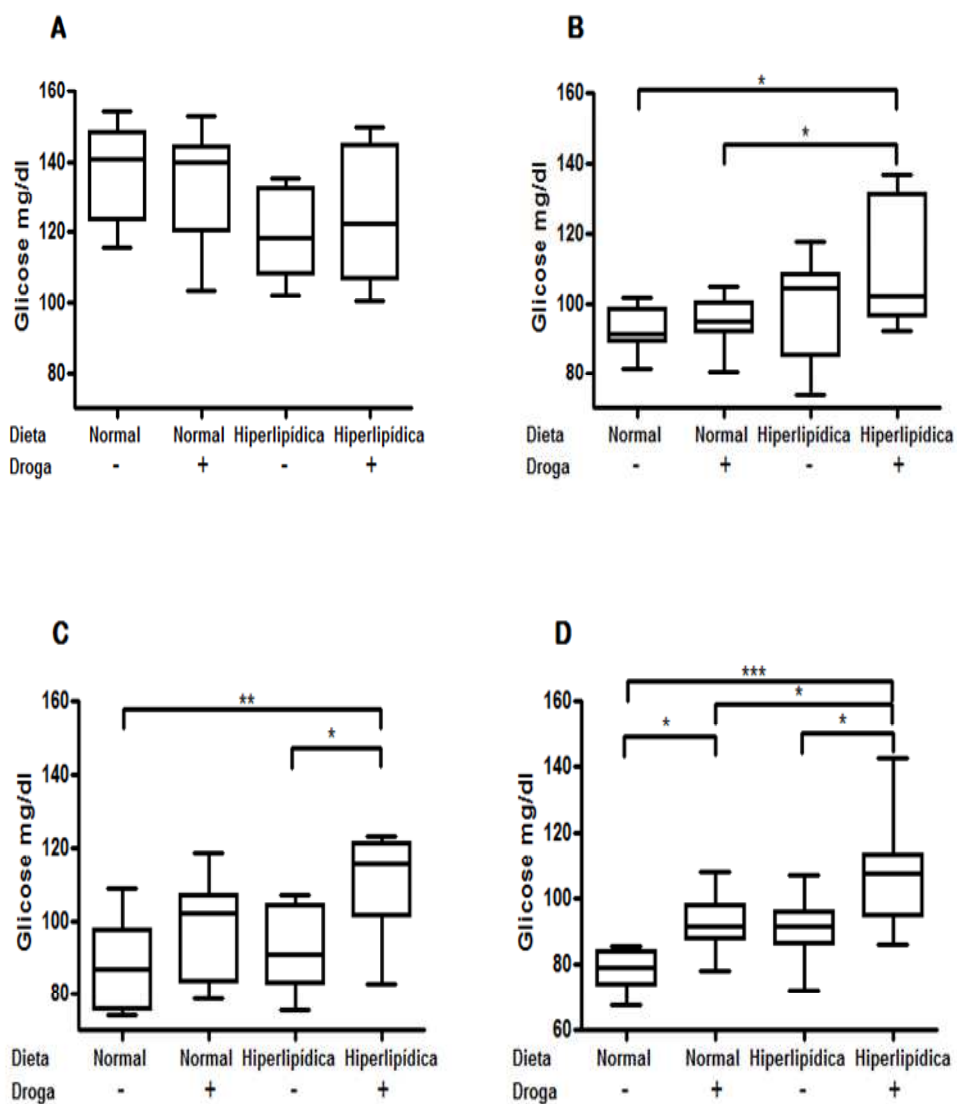 A
160
140
120
100
80
Glicose mg/dl
Dieta Normal Normal Hiperlipídica Hiperlipídica
Droga - + - +
B
*
*
160
140
120
100
80
Glicose mg/dl
Dieta Normal Normal Hiperlipídica Hiperlipídica
Droga - + - +
C
**
*
160
140
120
100
80
Glicose mg/dl
Dieta Normal Normal Hiperlipídica Hiperlipídica
Droga - + - +
D
***
*
* *
160
140
120
100
80
60
Glicose mg/dl
Dieta Normal Normal Hiperlipídica Hiperlipídica
Droga - + - +